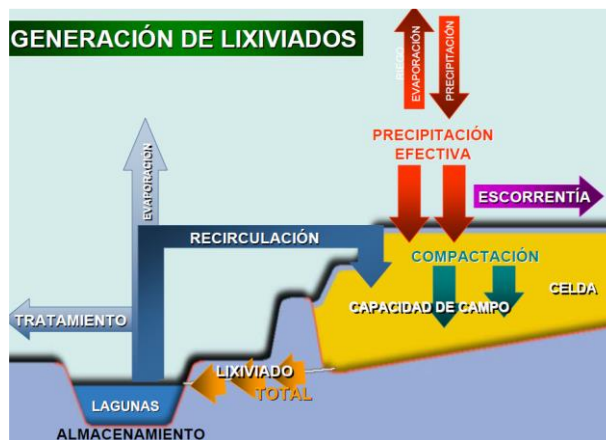 GENERACIÓN DE LIXIVIADOS
RIEGO
EVAPORACIÓN
PRECIPITACIÓN
PRECIPITACIÓN
EFECTIVA
ESCORRENTÍA
EVAPORACIÓN
RECIRCULACIÓN
COMPACTACIÓN
CELDA
CAPACIDAD DE CAMPO
TRATAMIENTO
LIXIVIADO
TOTAL
LAGUNAS
ALMACENAMIENTO